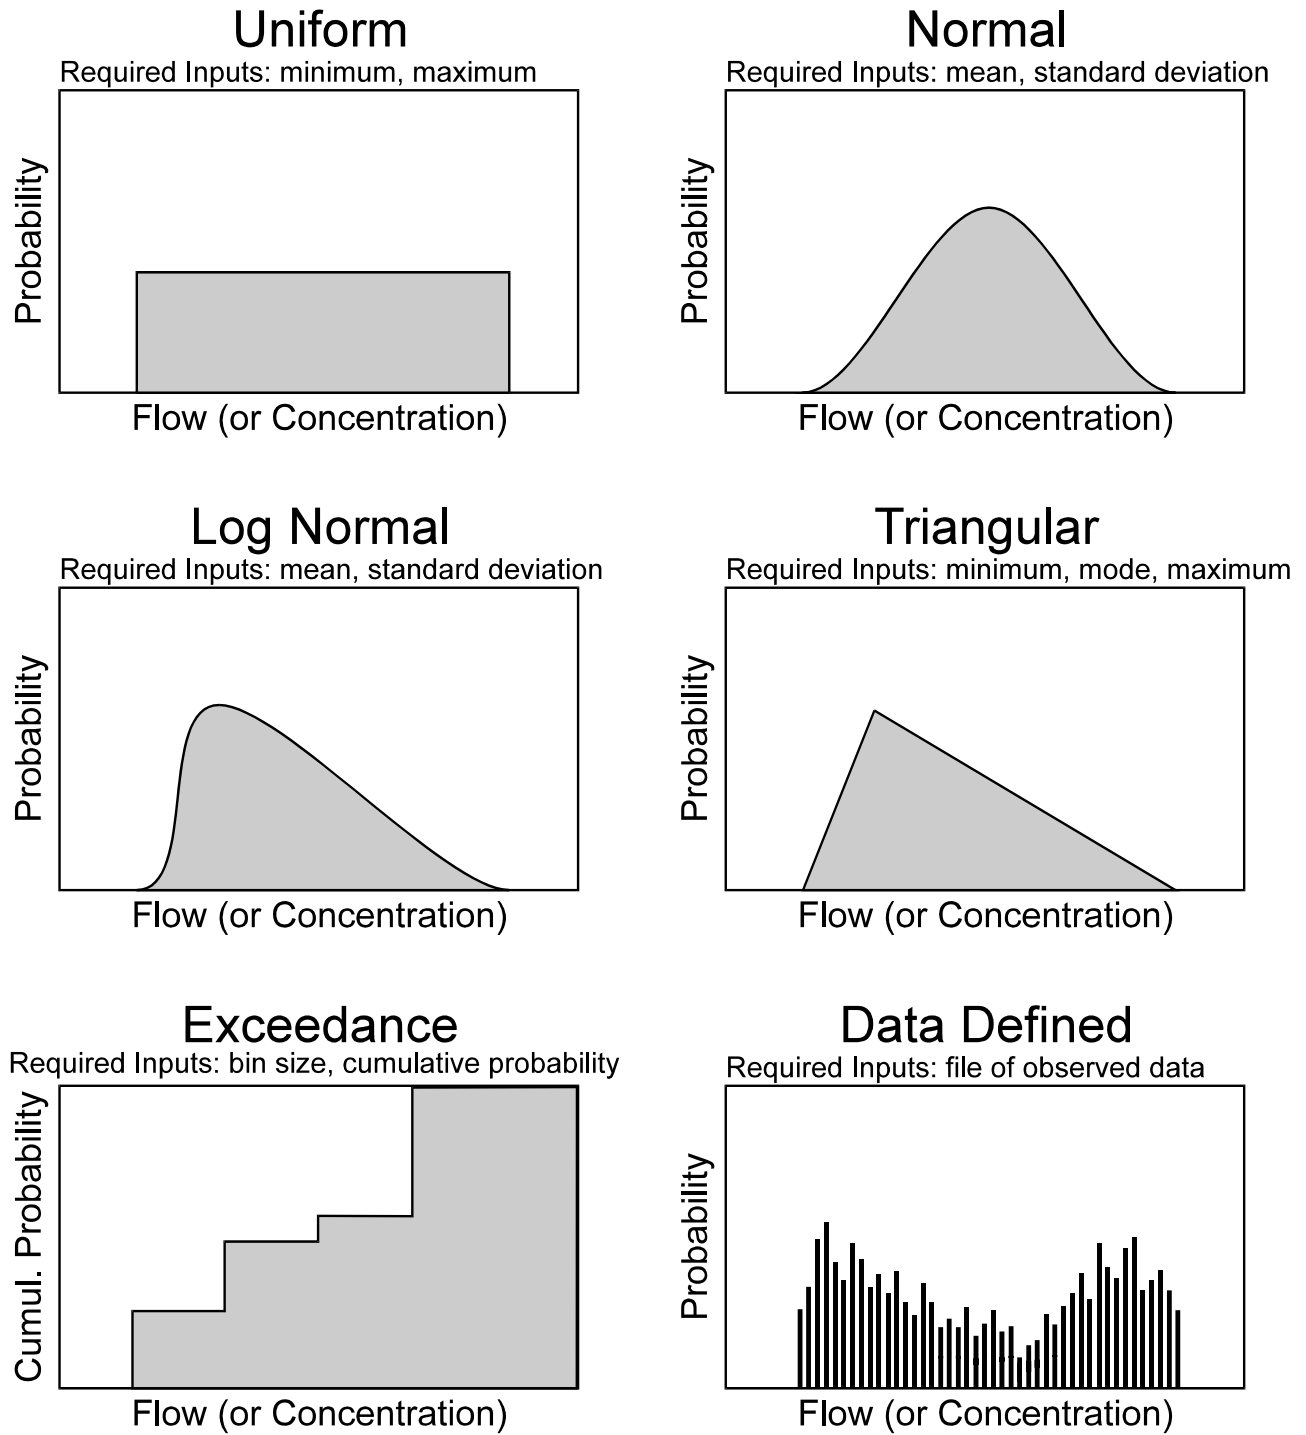 Uniform
Required Inputs: minimum, maximum
Probability
Flow (or Concentration)
Normal
Required Inputs: mean, standard deviation
Probability
Flow (or Concentration)
Log Normal
Required Inputs: mean, standard deviation
Probability
Flow (or Concentration)
Triangular
Required Inputs: minimum, mode, maximum
Probability
Flow (or Concentration)
Exceedance
Required Inputs: bin size, cumulative probability
Cumul. Probability
Flow (or Concentration)
Data Defined
Required Inputs: file of observed data
Probability
Flow (or Concentration)